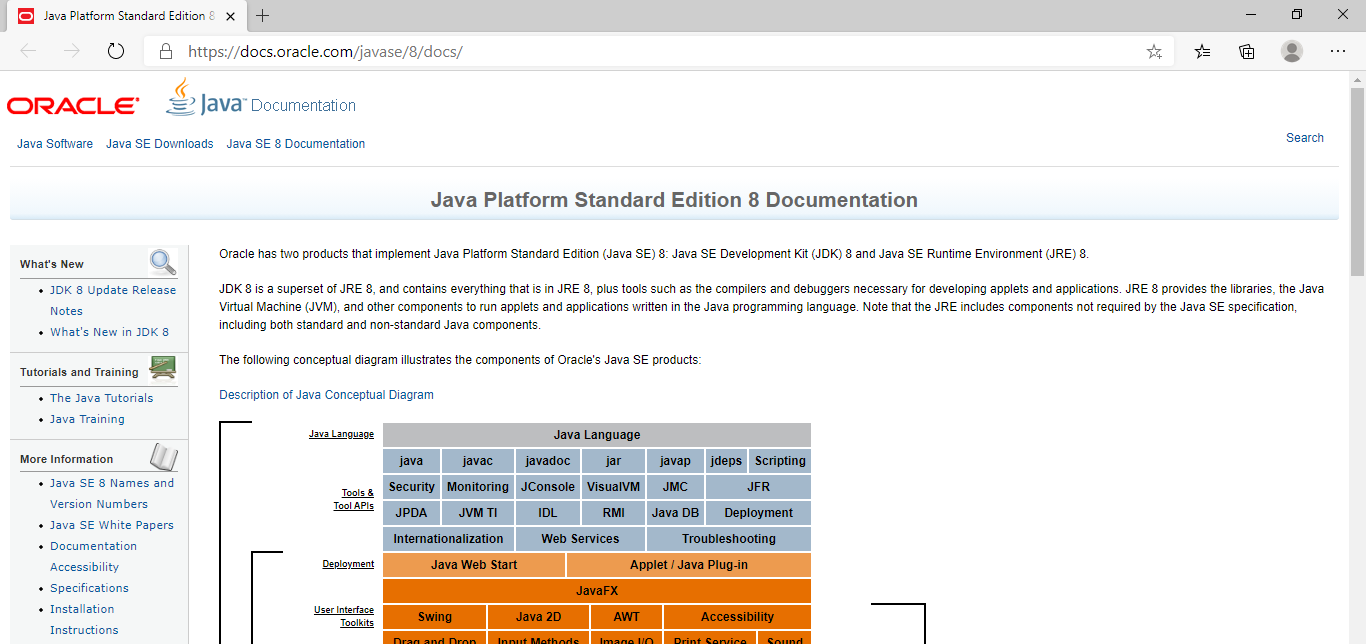 Java Platform Standard Edition 8
https://docs.oracle.com/javase/8/docs/
ORACLE Java™ Documentation
Java Software Java SE Downloads Java SE 8 Documentation
Search
Java Platform Standard Edition 8 Documentation
What's New
JDK 8 Update Release
Notes
What's New in JDK 8
Tutorials and Training
The Java Tutorials
Java Training
More Information
Java SE 8 Names and
Version Numbers
Java SE White Papers
Documentation
Accessibility
Specifications
Installation
Instructions
Oracle has two products that implement Java Platform Standard Edition (Java SE) 8: Java SE Development Kit (JDK) 8 and Java SE Runtime Environment (JRE) 8.
JDK 8 is a superset of JRE 8, and contains everything that is in JRE 8, plus tools such as the compilers and debuggers necessary for developing applets and applications. JRE 8 provides the libraries, the Java
Virtual Machine (JVM), and other components to run applets and applications written in the Java programming language. Note that the JRE includes components not required by the Java SE specification,
including both standard and non-standard Java components.
The following conceptual diagram illustrates the components of Oracle's Java SE products:
Description of Java Conceptual Diagram
Java Language Java Language
java javac javadoc jar javap jdeps Scripting
Tools &
Tool APIs
Security Monitoring JConsole VisualVM JMC JFR
JPDA JVM TI IDL RMI Java DB Deployment
Internationalization Web Services Troubleshooting
Deployment Java Web Start Applet / Java Plug-in
JavaFX
User Interface
Toolkits
Swing Java 2D AWT Accessibility
Drag and Drop Input Methods Image I/O Print Service Sound